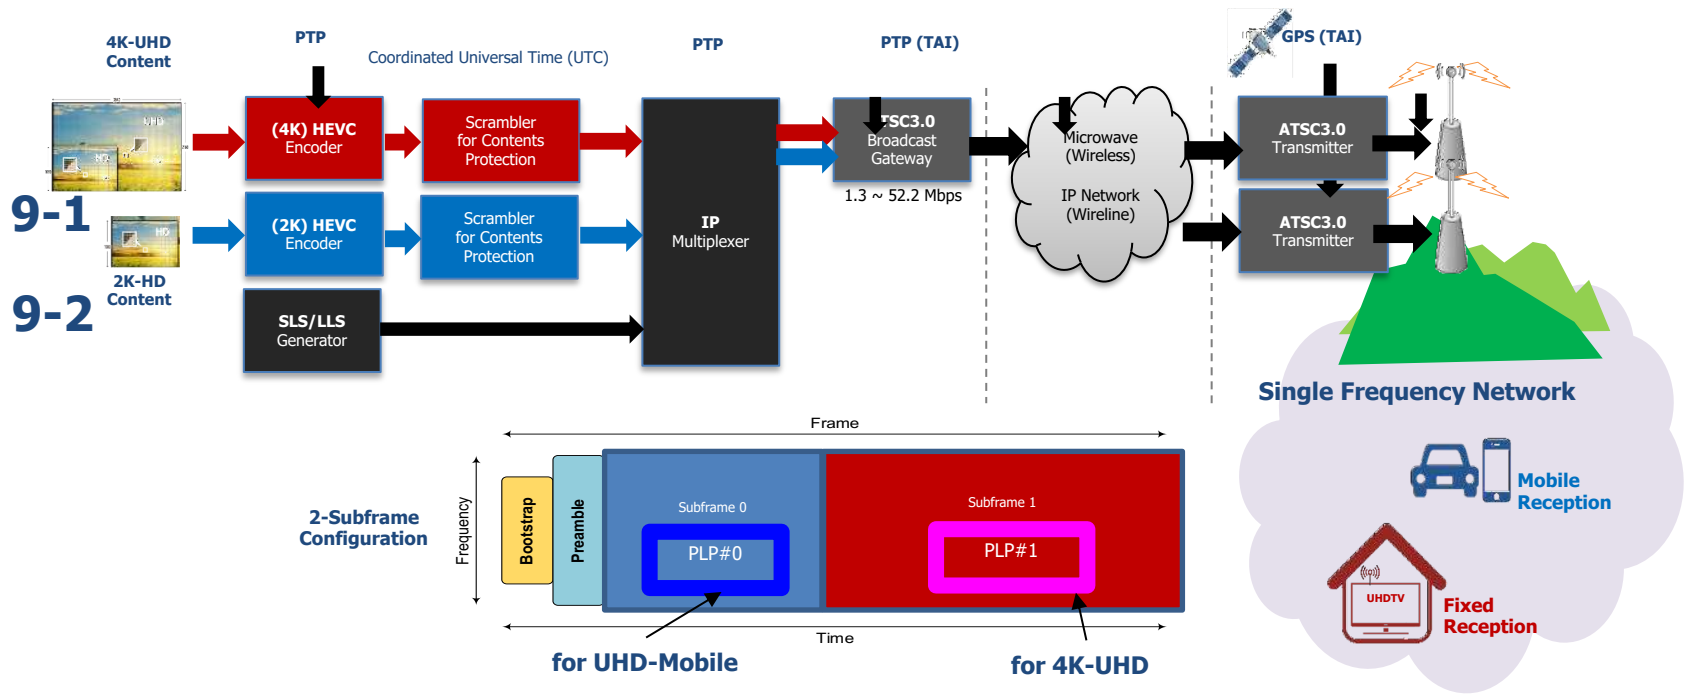 4K-UHD
Content
PTP
Coordinated Universal Time (UTC)
PTP
PTP (TAI)
GPS (TAI)
UHD
HD
(4K) HEVC
Encoder
Scrambler
for Contents
Protection
TSC3.0
Broadcast
Gateway
1.3 ~ 52.2 Mbps
Microwave
(Wireless)
IP Network
(Wireline)
ATSC3.0
Transmitter
ATSC3.0
Transmitter
9-1
HD
2K-HD
Content
9-2
(2K) HEVC
Encoder
Scrambler
for Contents
Protection
IP
Multiplexer
SLS/LLS
Generator
Single Frequency Network
Mobile
Reception
UHDTV
Fixed
Reception
Frame
2-Subframe
Configuration
Frequency
Bootstrap
Preamble
Subframe 0
PLP#0
Subframe 1
PLP#1
Time
for UHD-Mobile
for 4K-UHD